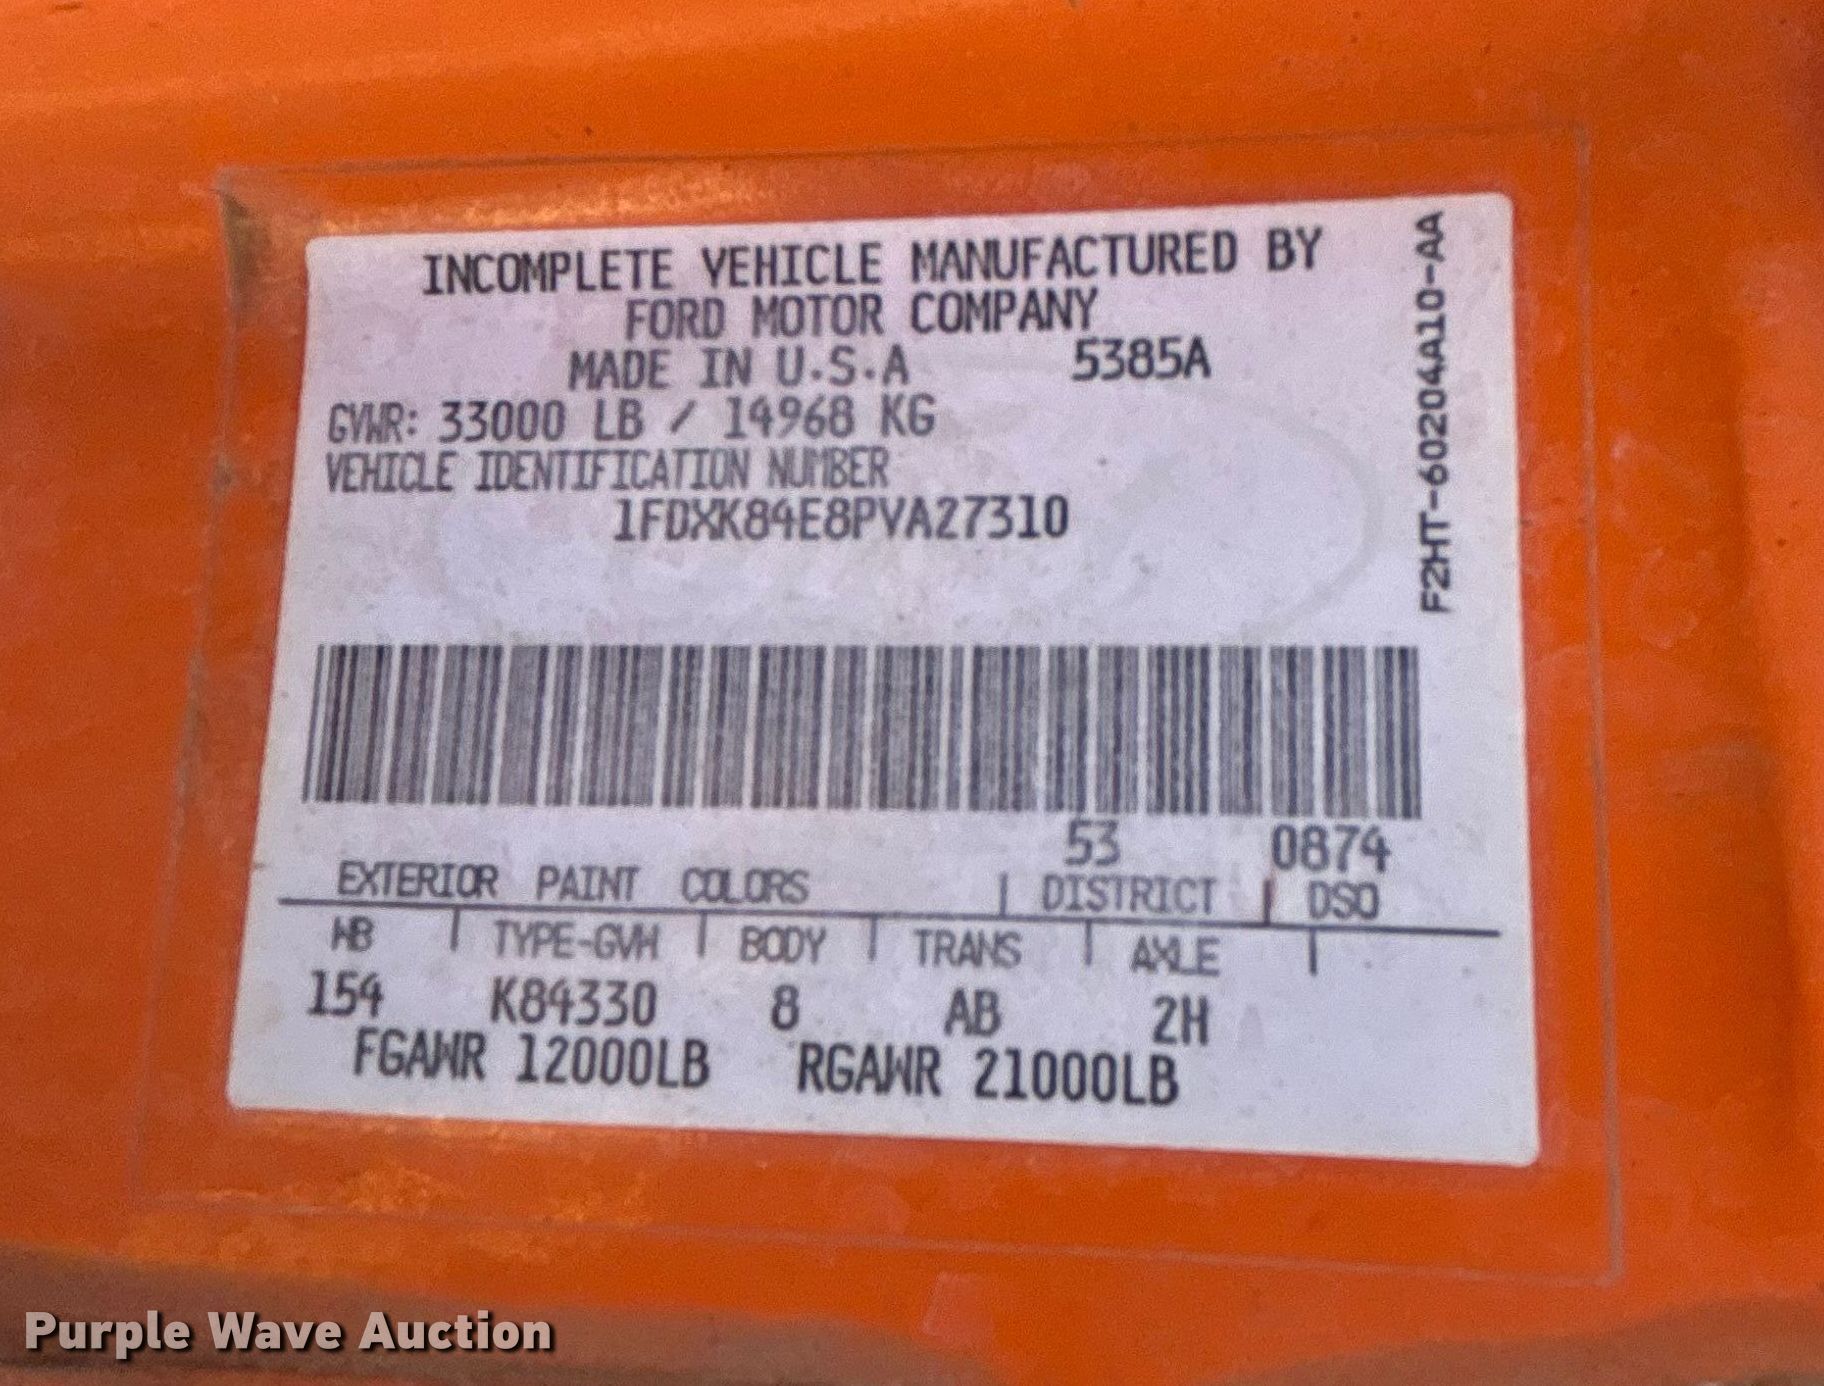 INCOMPLETE VEHICLE MANUFACTURED BY
FORD MOTOR COMPANY
MADE IN U.S.A 5385A
GVWR: 33000 LB / 14968 KG
VEHICLE IDENTIFICATION NUMBER
1FDXK84E8PVA27310
F2HT-60204A10-AA
53 0874
EXTERIOR PAINT COLORS DISTRICT DSO
WB TYPE-GVW BODY TRANS AXLE
154 K84330 8 AB 2H
FGAWR 12000LB RGAWR 21000LB
Purple Wave Auction